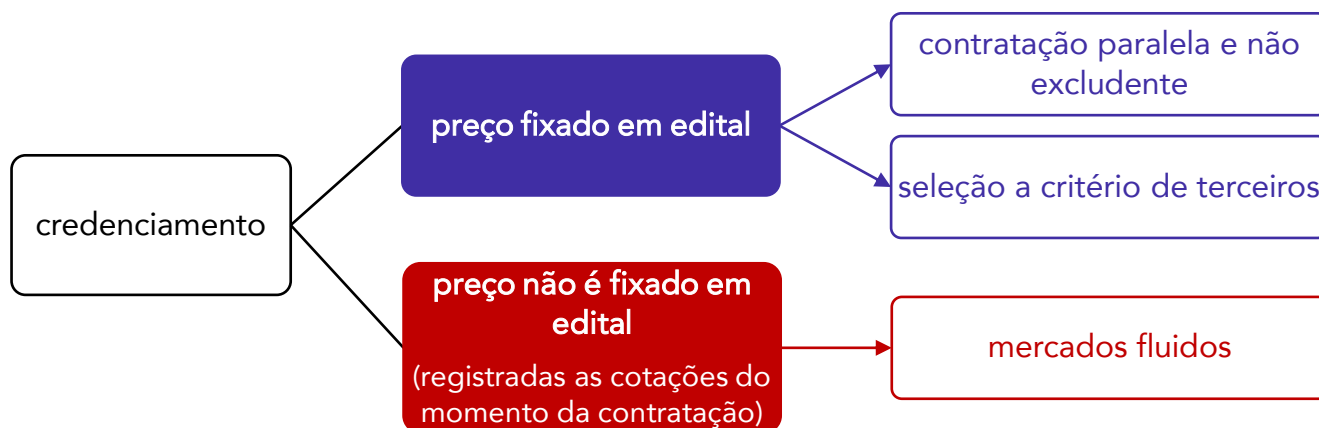 credenciamento
preço fixado em edital
contratação paralela e não
excludente
seleção a critério de terceiros
preço não é fixado em
edital
(registradas as cotações do
momento da contratação)
mercados fluidos